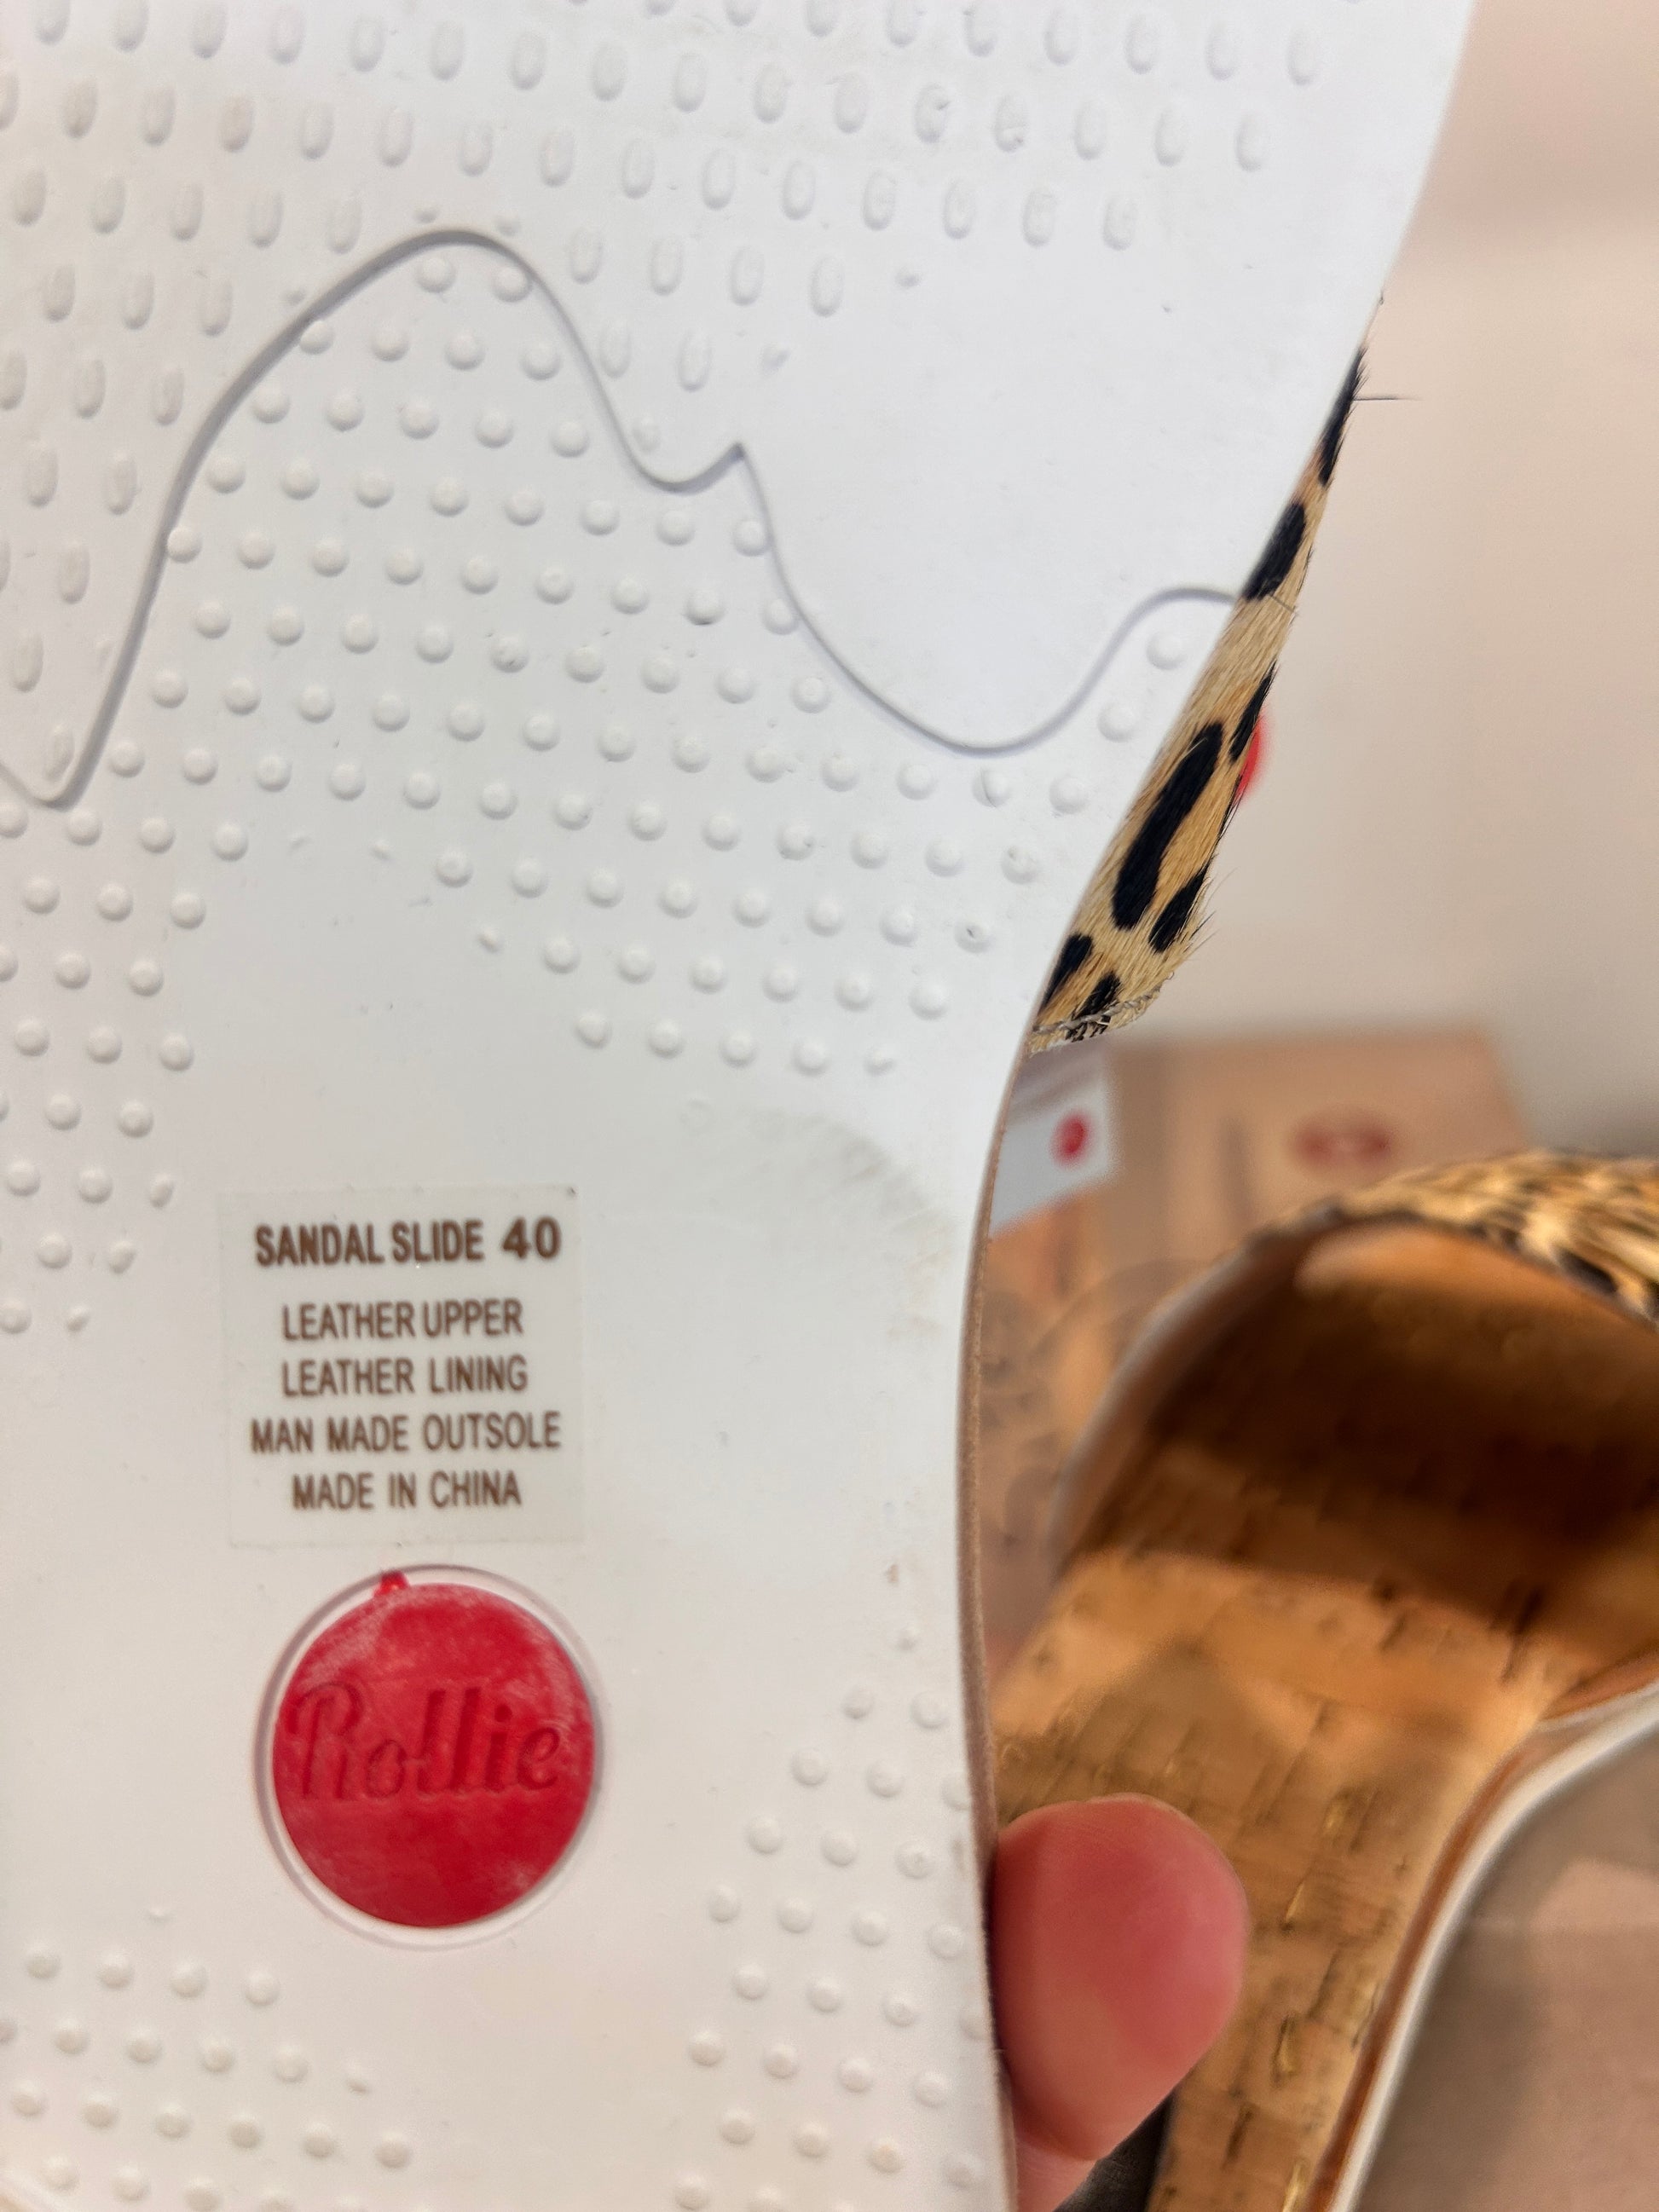 SANDAL SLIDE 40
LEATHER UPPER
LEATHER LINING
MAN MADE OUTSOLE
MADE IN CHINA
Rollie